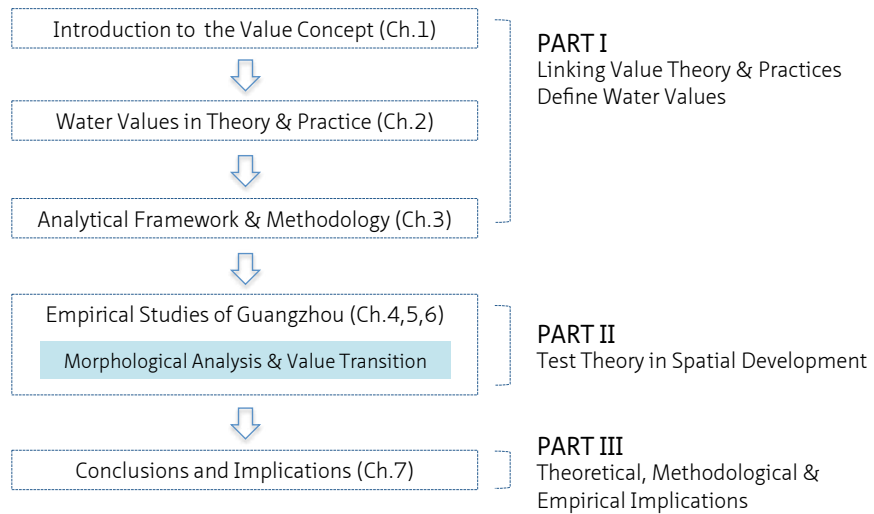 Introduction to the Value Concept (Ch.1)
Water Values in Theory & Practice (Ch.2)
Analytical Framework & Methodology (Ch.3)
PART I
Linking Value Theory & Practices
Define Water Values
Empirical Studies of Guangzhou (Ch.4,5,6)
Morphological Analysis & Value Transition
PART II
Test Theory in Spatial Development
Conclusions and Implications (Ch.7)
PART III
Theoretical, Methodological &
Empirical Implications